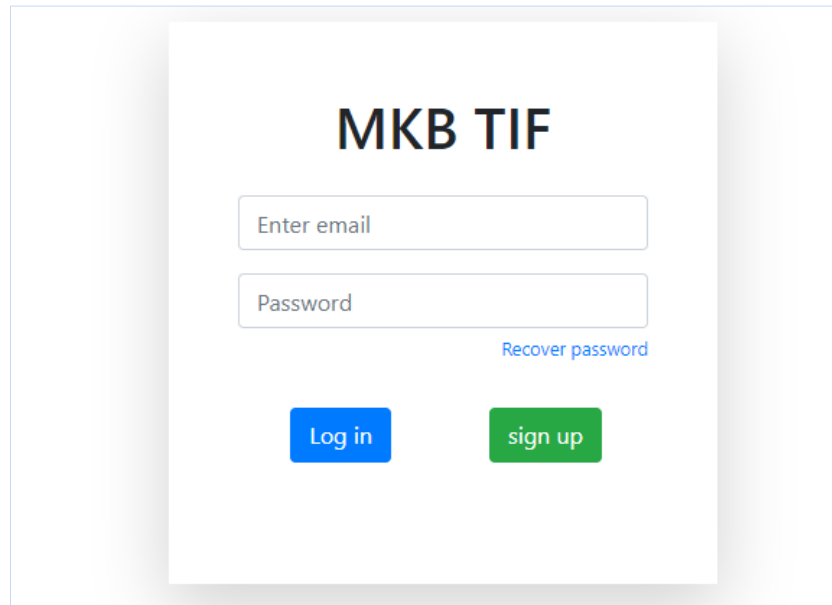 MKB TIF
Enter email
Password
Recover password
Log in sign up